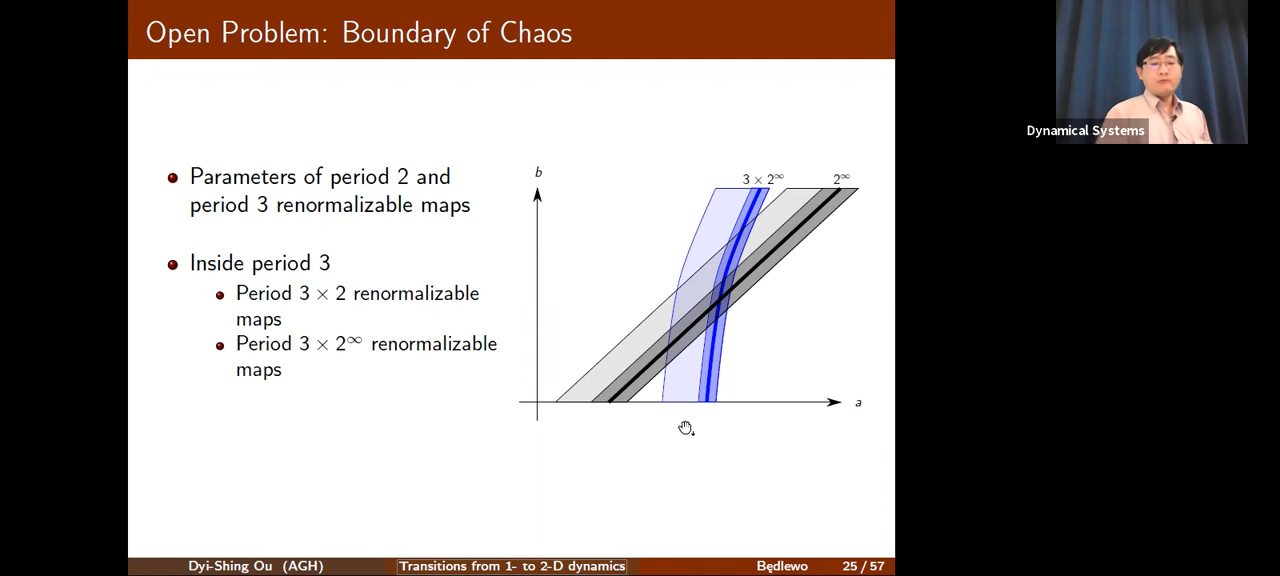 Open Problem: Boundary of Chaos
Parameters of period 2 and
period 3 renormalizable maps
Inside period 3
Period 3 × 2 renormalizable
maps
Period 3 × 2^∞ renormalizable
maps
b
3 × 2^∞
2^∞
a
Dynamical Systems
Dyi-Shing Ou (AGH)
Transitions from 1- to 2-D dynamics
Będlewo
25 / 57